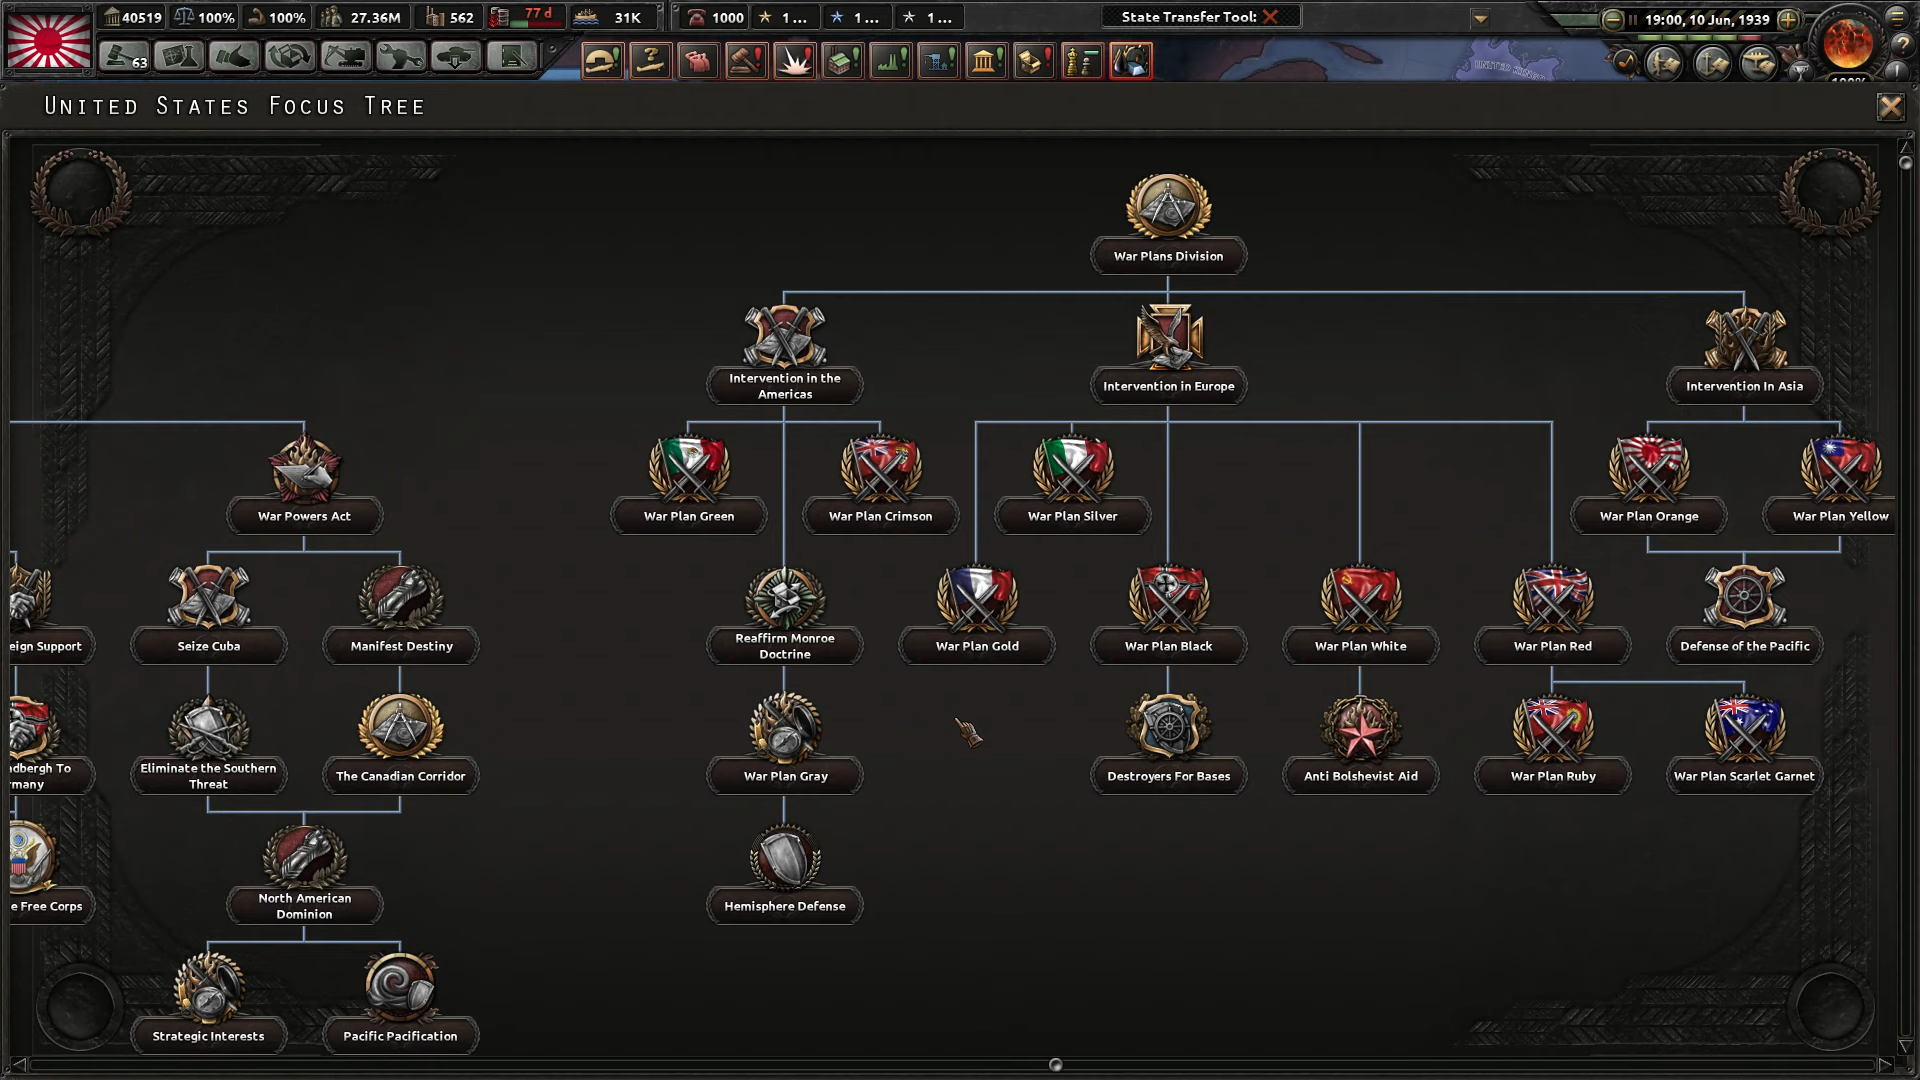 40519
100%
100%
27.36M
562
77 d
31K
1000
1 ...
1 ...
1 ...
State Transfer Tool:
19:00, 10 Jun, 1939
63
UNITED STATES FOCUS TREE
War Plans Division
Intervention in the
Americas
Intervention in Europe
Intervention In Asia
War Powers Act
War Plan Green
War Plan Crimson
War Plan Silver
War Plan Orange
War Plan Yellow
eign Support
Seize Cuba
Manifest Destiny
Reaffirm Monroe
Doctrine
War Plan Gold
War Plan Black
War Plan White
War Plan Red
Defense of the Pacific
dbergh To
many
Eliminate the Southern
Threat
The Canadian Corridor
War Plan Gray
Destroyers For Bases
Anti Bolshevist Aid
War Plan Ruby
War Plan Scarlet Garnet
e Free Corps
North American
Dominion
Hemisphere Defense
Strategic Interests
Pacific Pacification